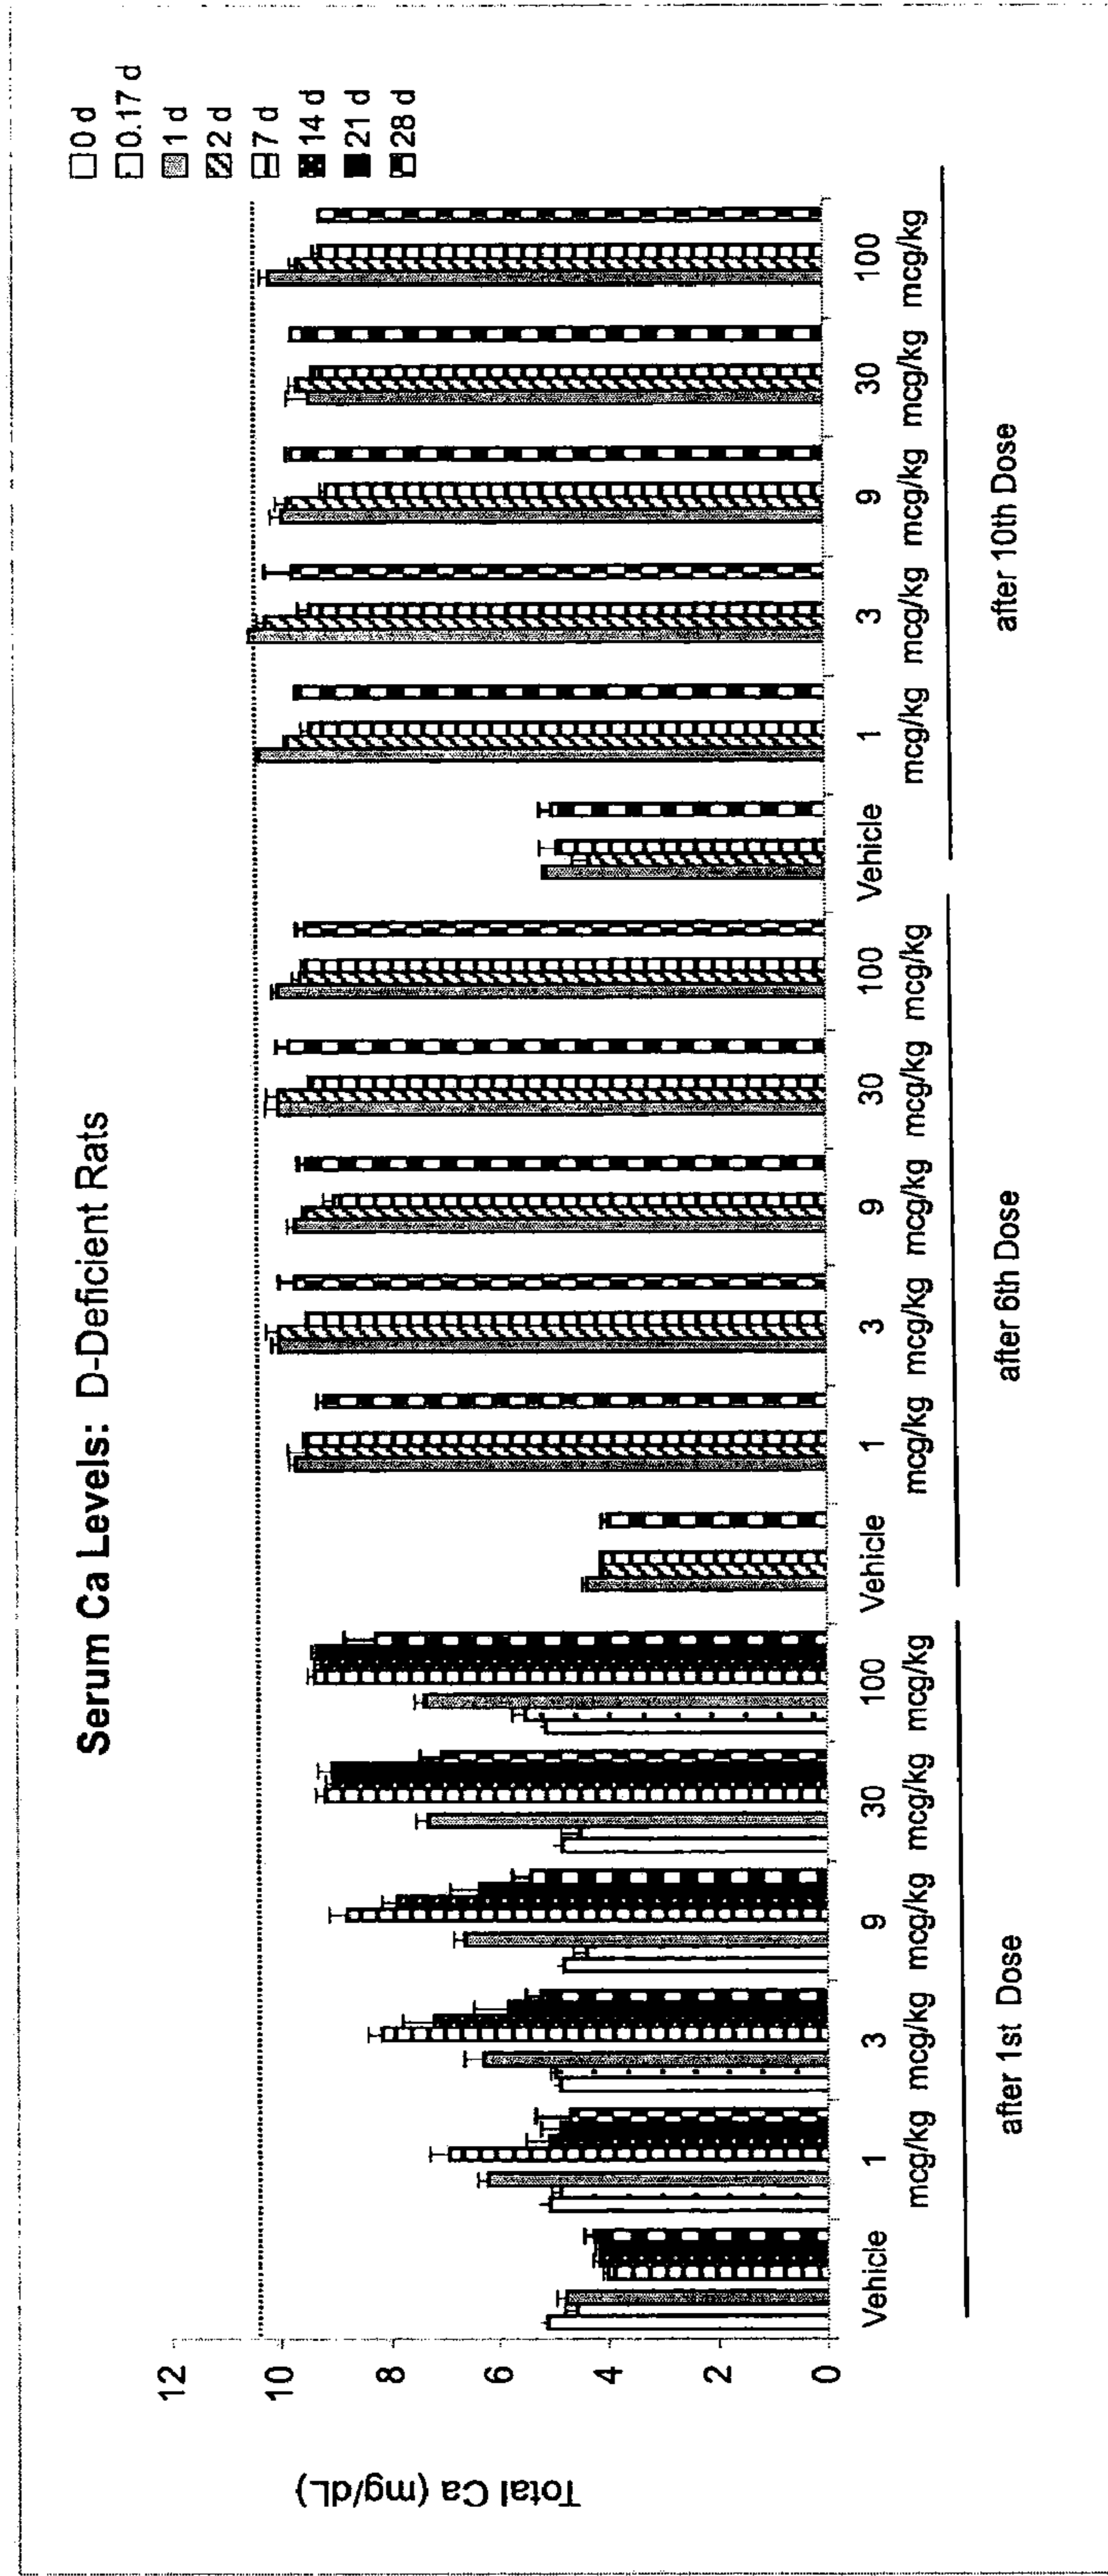 Serum Ca Levels: D-Deficient Rats
0 d
0.17 d
1 d
2 d
7 d
14 d
21 d
28 d
Total Ca (mg/dL)
12
10
8
6
4
2
0
Vehicle 1 3 9 30 100 Vehicle 1 3 9 30 100 Vehicle 1 3 9 30 100
mcg/kg mcg/kg mcg/kg mcg/kg mcg/kg mcg/kg mcg/kg mcg/kg mcg/kg mcg/kg mcg/kg mcg/kg mcg/kg mcg/kg mcg/kg
after 1st Dose after 6th Dose after 10th Dose